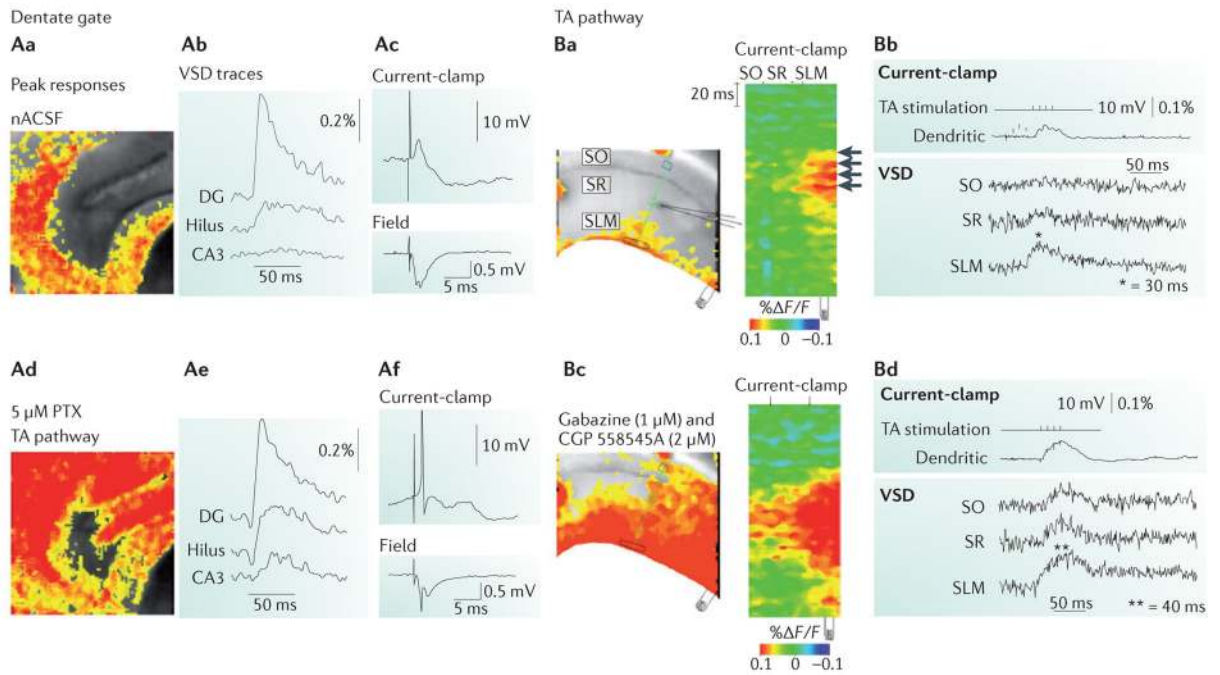 Dentate gate
TA pathway
Aa
Peak responses
nACSF
Ab
VSD traces
0.2%
DG
Hilus
CA3
50 ms
Ac
Current-clamp
10 mV
Field
0.5 mV
5 ms
Ba
SO
SR
SLM
Current-clamp
SO SR SLM
20 ms
%ΔF/F
0.1 0 –0.1
Bb
Current-clamp
TA stimulation
10 mV 0.1%
Dendritic
VSD
50 ms
SO
SR
*
SLM
* = 30 ms
Ad
5 µM PTX
TA pathway
Ae
0.2%
DG
Hilus
CA3
50 ms
Af
Current-clamp
10 mV
Field
0.5 mV
5 ms
Bc
Gabazine (1 µM) and
CGP 558545A (2 µM)
Current-clamp
%ΔF/F
0.1 0 –0.1
Bd
Current-clamp
10 mV 0.1%
TA stimulation
Dendritic
VSD
SO
SR
**
SLM
50 ms
** = 40 ms